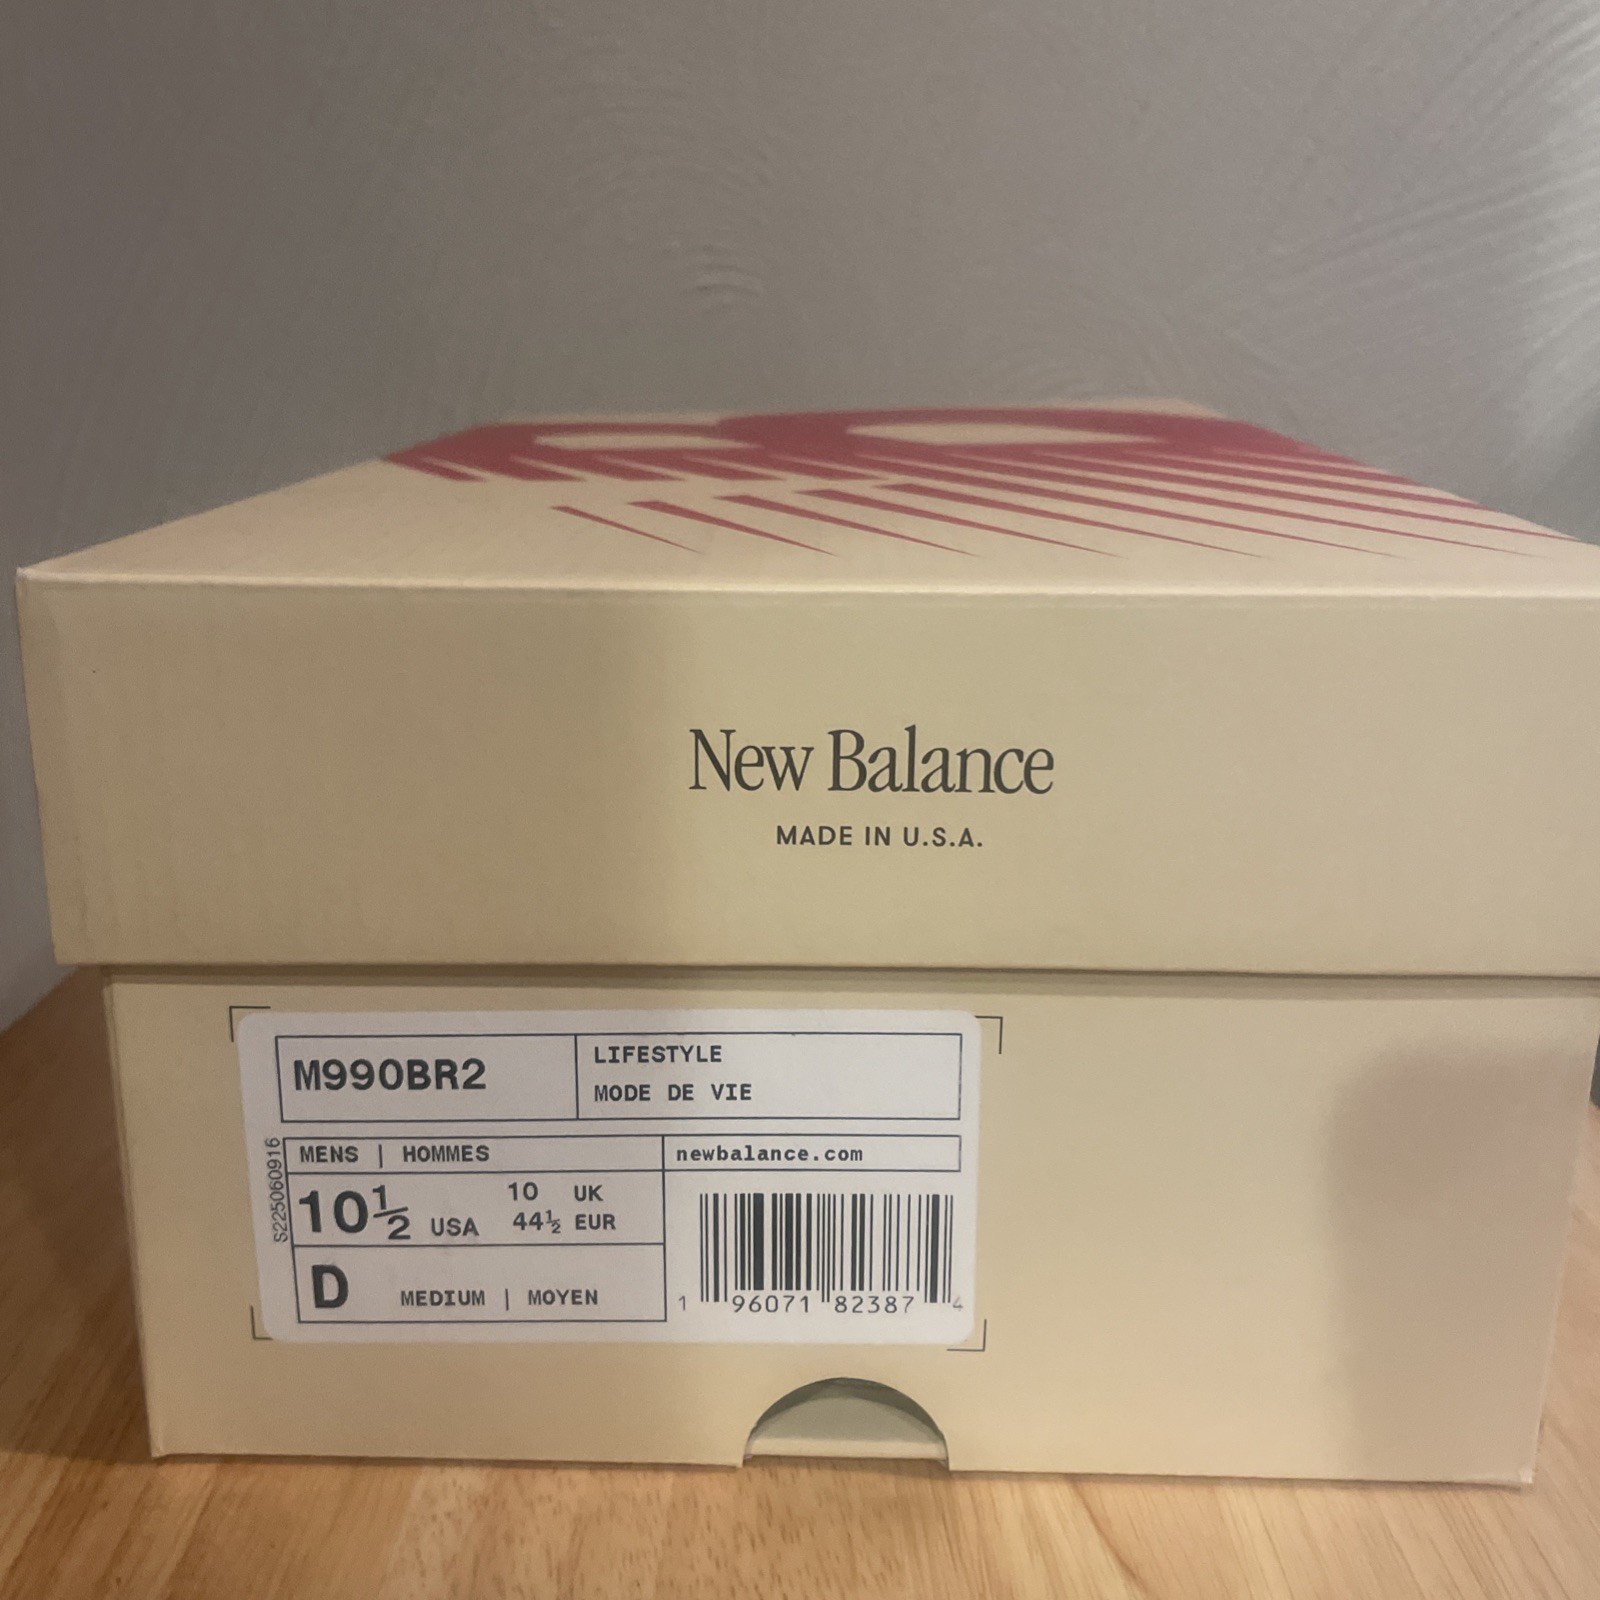 New Balance
MADE IN U.S.A.
M990BR2
LIFESTYLE
MODE DE VIE
S225060916
MENS | HOMMES
newbalance.com
10½ USA
10 UK
44½ EUR
D MEDIUM | MOYEN
1 96071 82387 4